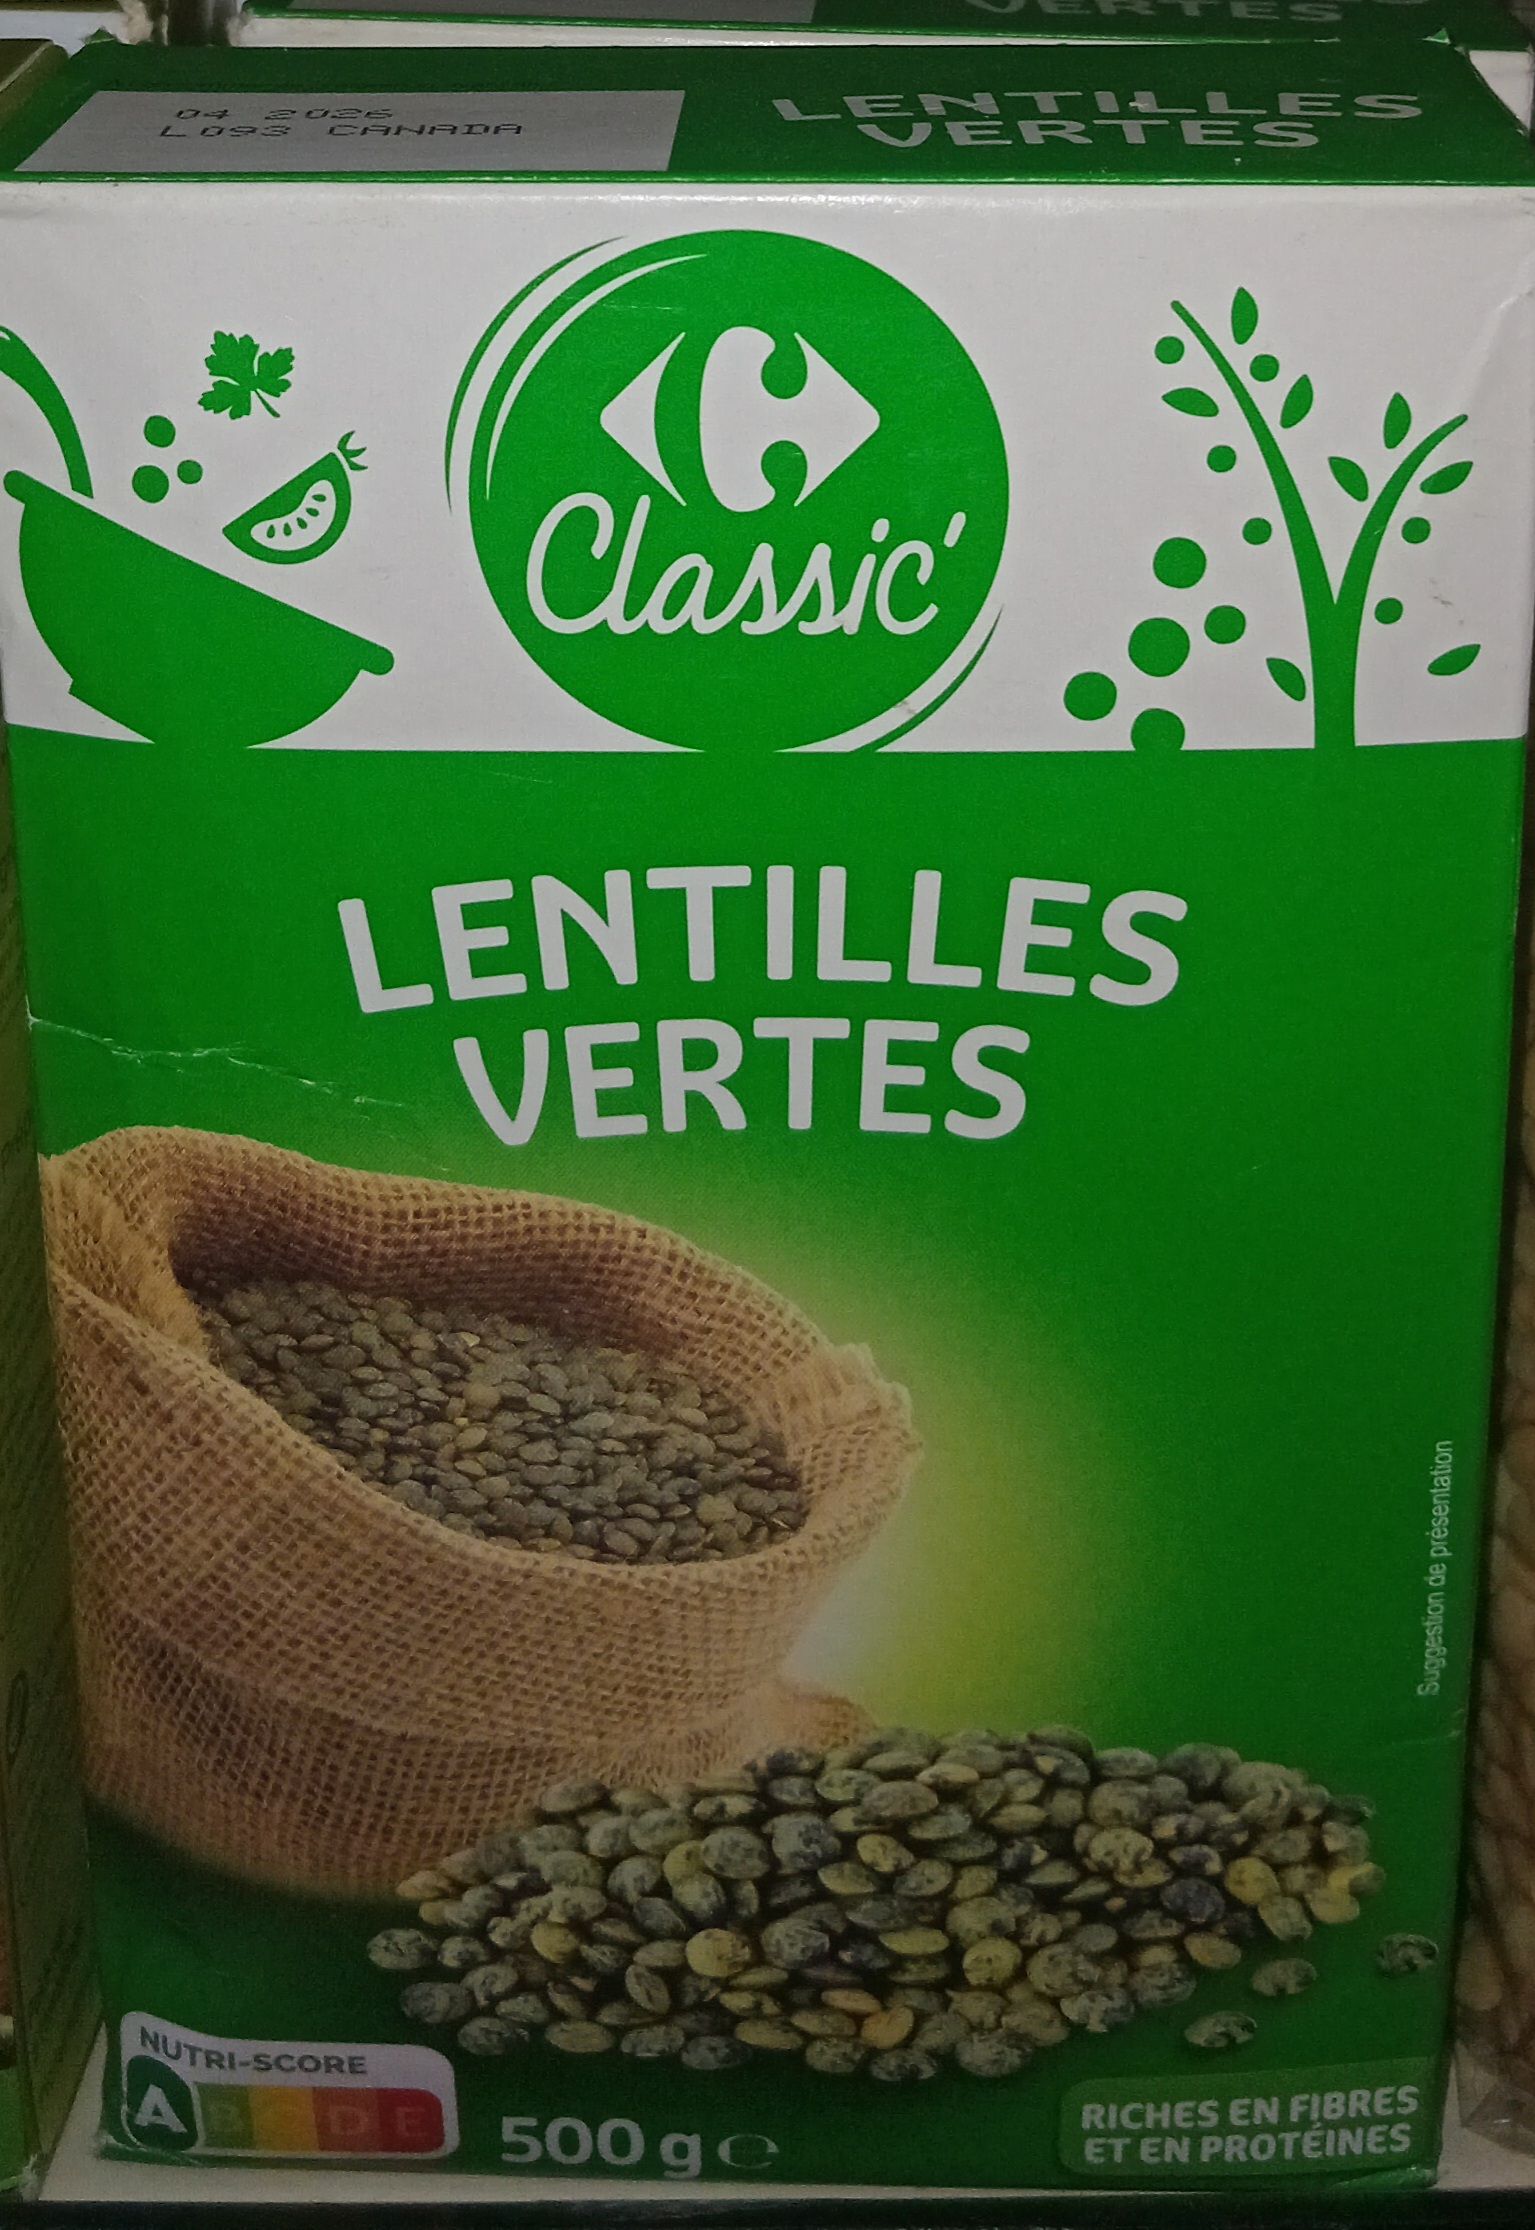 VERTES
04 2026
L093 CANADA
LENTILLES
VERTES
Classic'
LENTILLES
VERTES
Suggestion de présentation
NUTRI-SCORE
A B C D E
500 g e
RICHES EN FIBRES
ET EN PROTÉINES